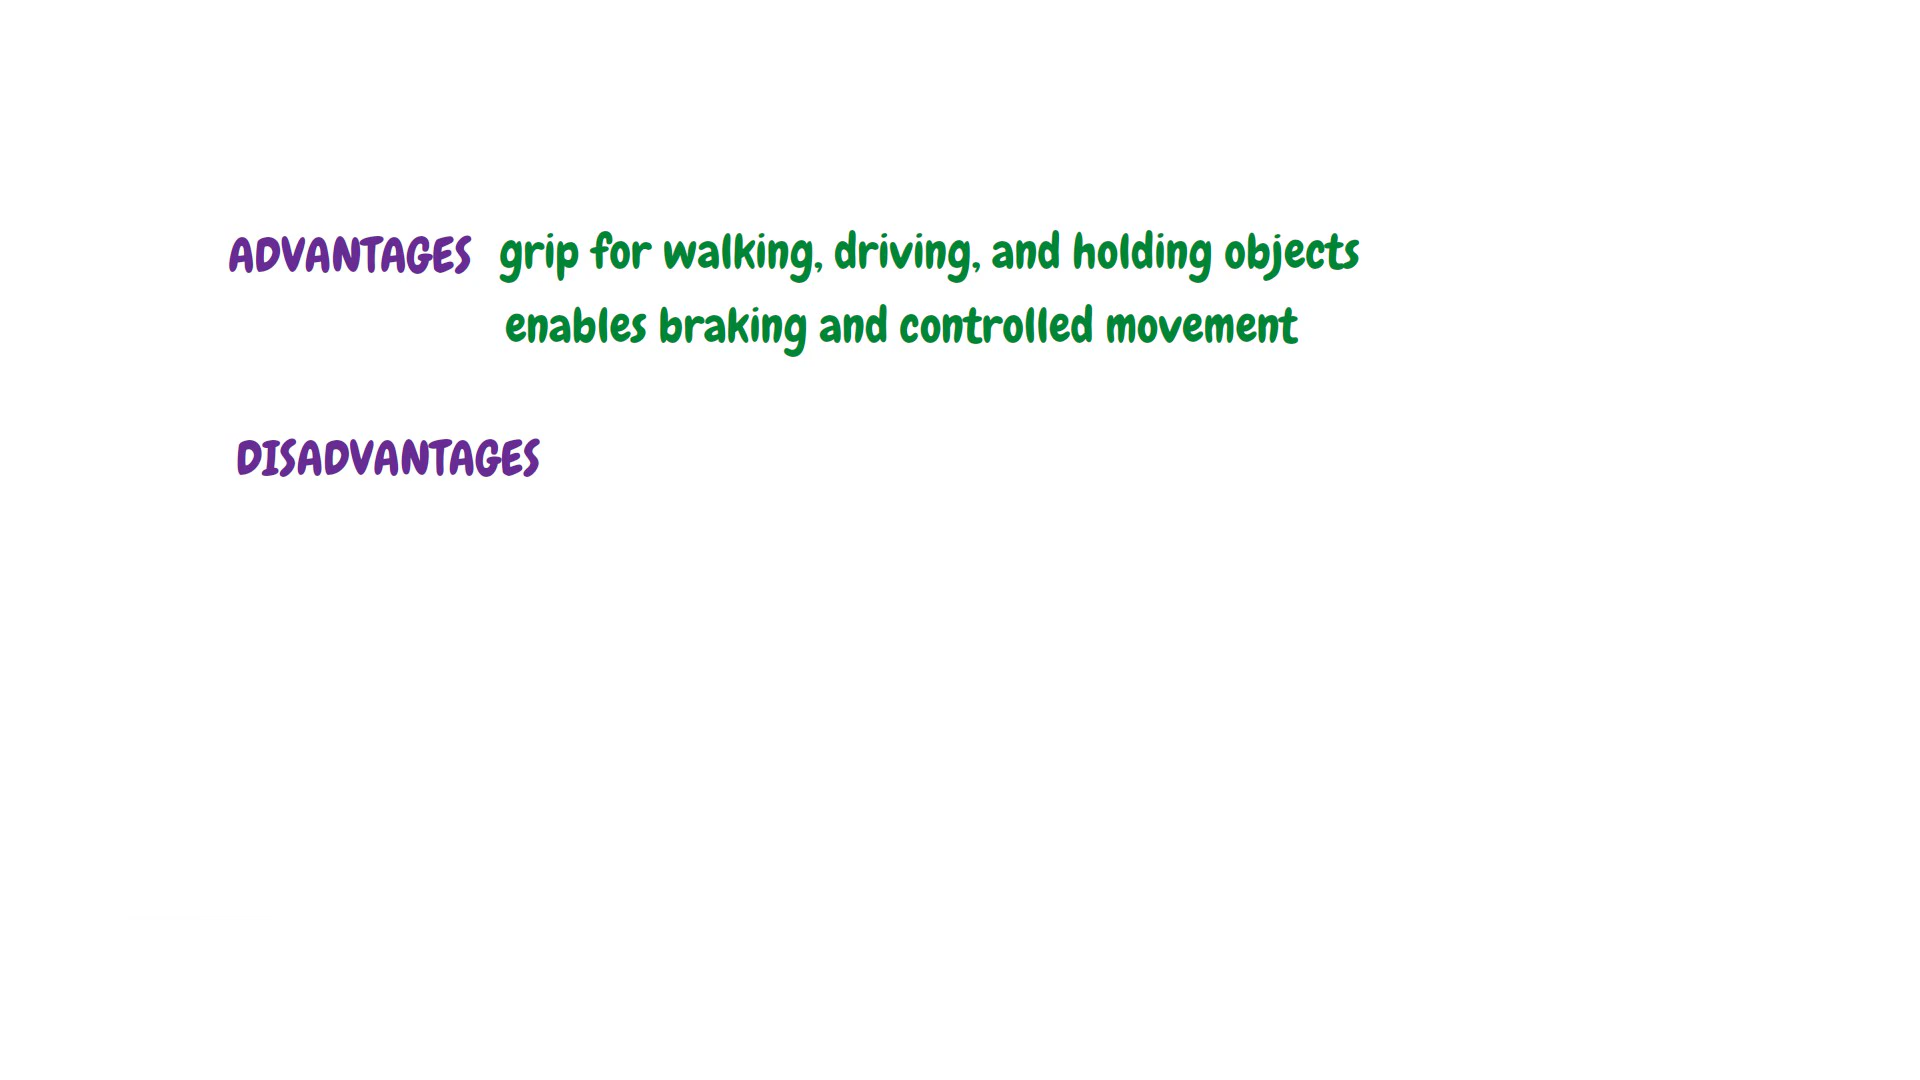 ADVANTAGES grip for walking, driving, and holding objects
enables braking and controlled movement
DISADVANTAGES